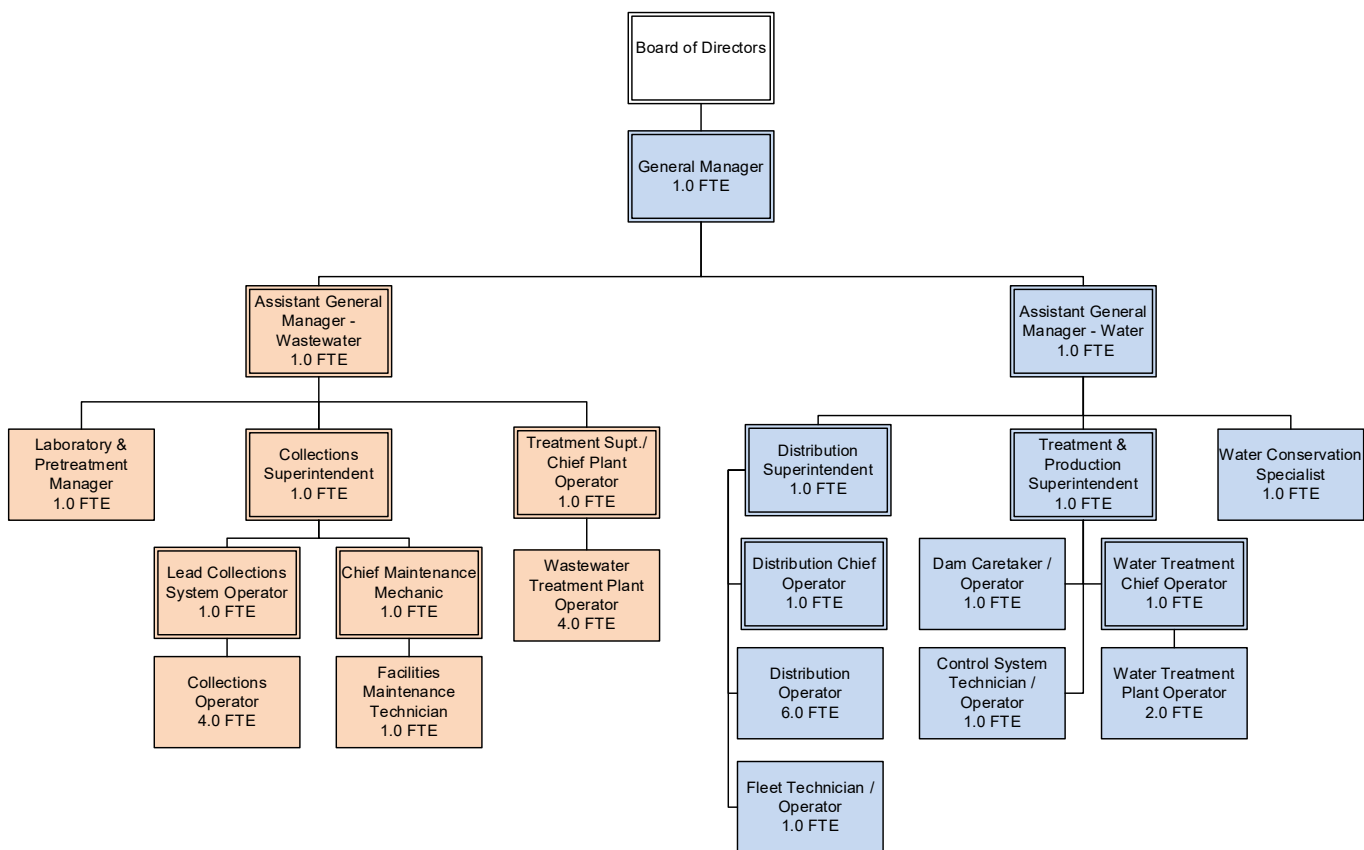 Board of Directors
General Manager
1.0 FTE
Assistant General
Manager -
Wastewater
1.0 FTE
Assistant General
Manager - Water
1.0 FTE
Laboratory &
Pretreatment
Manager
1.0 FTE
Collections
Superintendent
1.0 FTE
Treatment Supt./
Chief Plant
Operator
1.0 FTE
Distribution
Superintendent
1.0 FTE
Treatment &
Production
Superintendent
1.0 FTE
Water Conservation
Specialist
1.0 FTE
Lead Collections
System Operator
1.0 FTE
Chief Maintenance
Mechanic
1.0 FTE
Wastewater
Treatment Plant
Operator
4.0 FTE
Distribution Chief
Operator
1.0 FTE
Dam Caretaker /
Operator
1.0 FTE
Water Treatment
Chief Operator
1.0 FTE
Collections
Operator
4.0 FTE
Facilities
Maintenance
Technician
1.0 FTE
Distribution
Operator
6.0 FTE
Control System
Technician /
Operator
1.0 FTE
Water Treatment
Plant Operator
2.0 FTE
Fleet Technician /
Operator
1.0 FTE